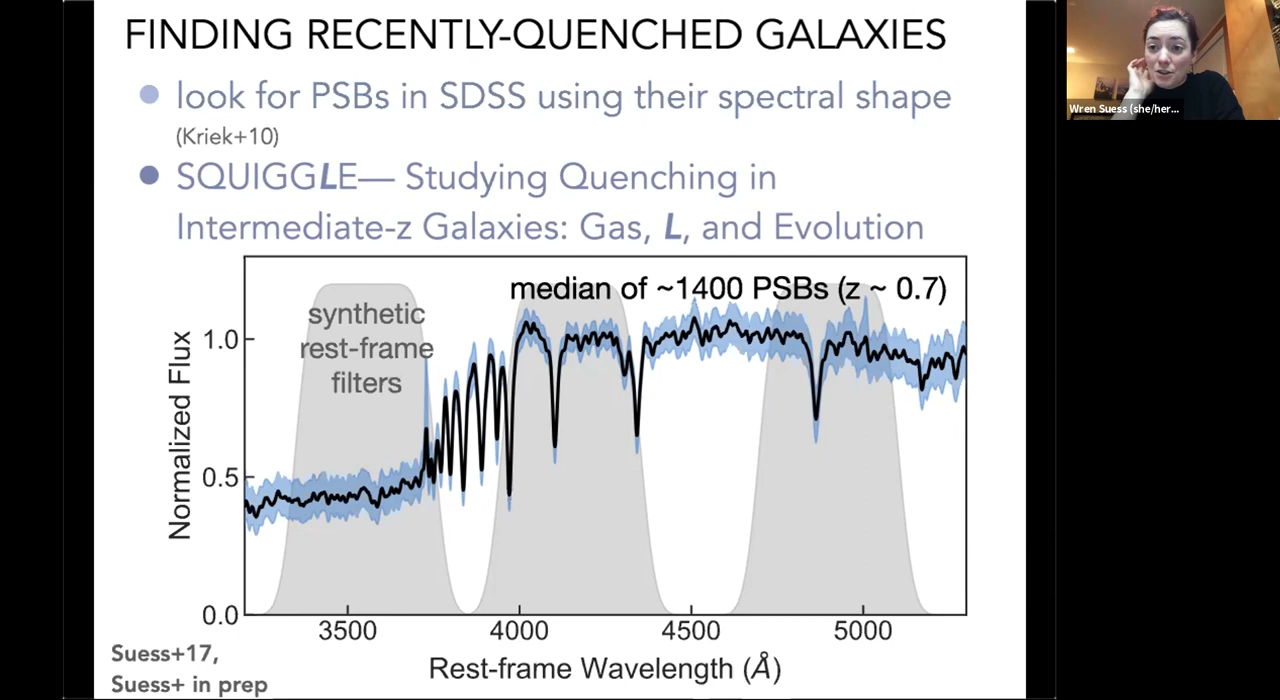 FINDING RECENTLY-QUENCHED GALAXIES
look for PSBs in SDSS using their spectral shape
(Kriek+10)
SQUIGGLE— Studying Quenching in
Intermediate-z Galaxies: Gas, L, and Evolution
median of ~1400 PSBs (z ~ 0.7)
synthetic
rest-frame
filters
Normalized Flux
1.0
0.5
0.0
3500 4000 4500 5000
Rest-frame Wavelength (Å)
Suess+17,
Suess+ in prep
Wren Suess (she/her...